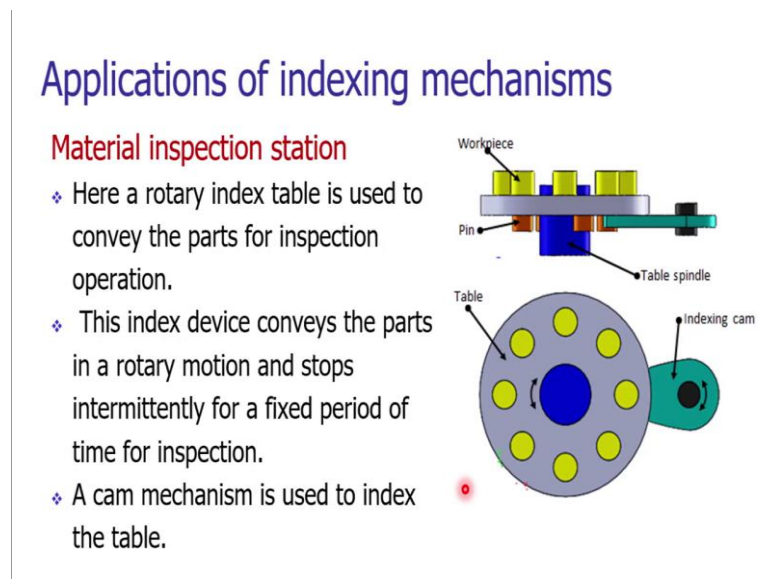 Applications of indexing mechanisms
Material inspection station
Here a rotary index table is used to
convey the parts for inspection
operation.
This index device conveys the parts
in a rotary motion and stops
intermittently for a fixed period of
time for inspection.
A cam mechanism is used to index
the table.
Workpiece
Pin
Table spindle
Table
Indexing cam